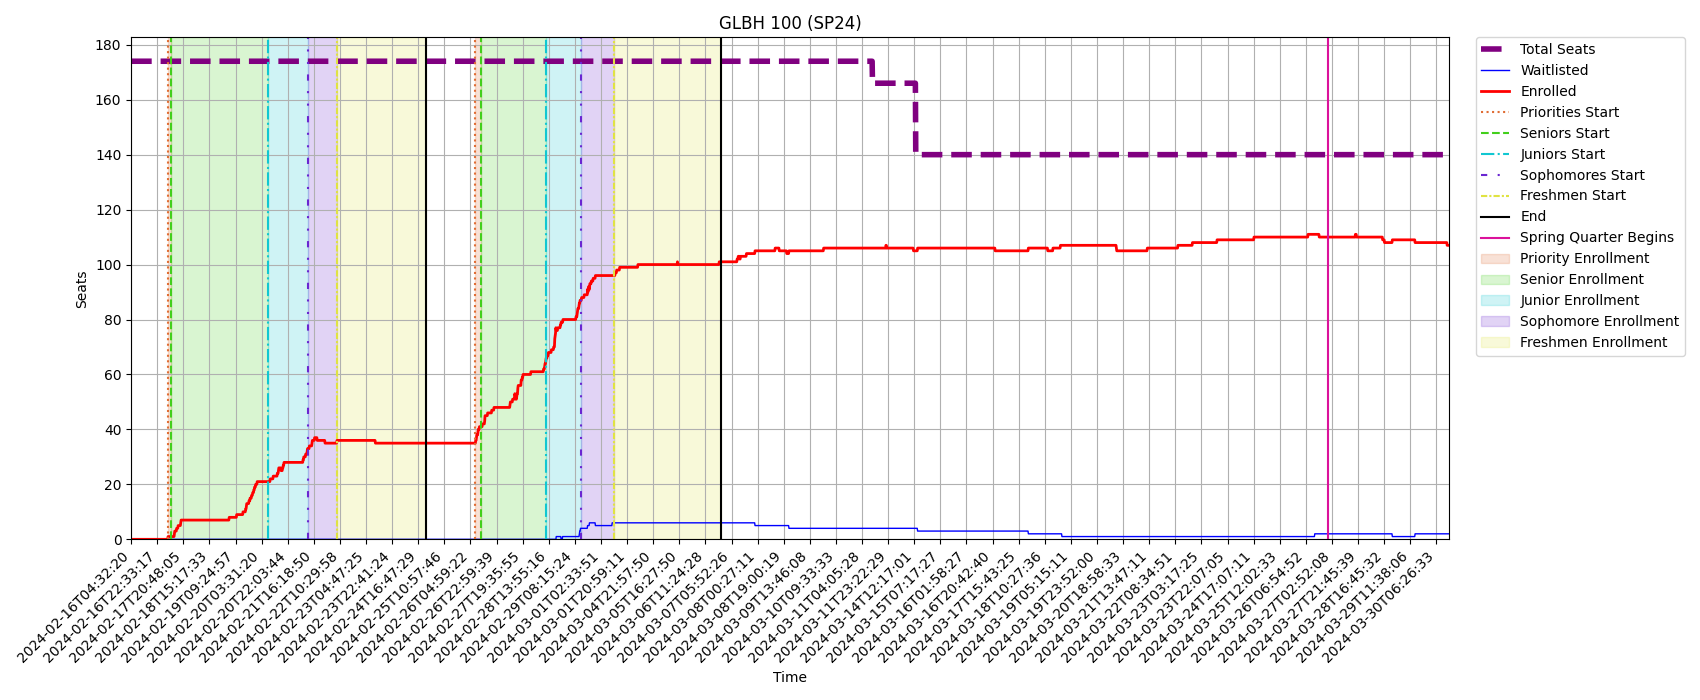 GLBH 100 (SP24)
180
160
140
120
100
80
60
40
20
0
Seats
2024-02-16T04:32:20
2024-02-16T22:33:17
2024-02-17T20:48:05
2024-02-18T15:17:33
2024-02-19T09:24:57
2024-02-20T03:31:20
2024-02-20T22:03:44
2024-02-21T16:18:50
2024-02-22T10:29:58
2024-02-23T04:47:25
2024-02-23T22:41:24
2024-02-24T16:47:29
2024-02-25T10:57:46
2024-02-26T04:59:22
2024-02-26T22:59:39
2024-02-27T19:35:55
2024-02-28T13:55:16
2024-02-29T08:15:24
2024-03-01T02:33:51
2024-03-01T20:59:11
2024-03-04T21:57:50
2024-03-05T16:27:50
2024-03-06T11:24:28
2024-03-07T05:52:26
2024-03-08T00:27:11
2024-03-08T19:00:19
2024-03-09T13:46:08
2024-03-10T09:33:33
2024-03-11T04:05:28
2024-03-11T23:22:29
2024-03-14T12:17:01
2024-03-15T07:17:27
2024-03-16T01:58:27
2024-03-16T20:42:40
2024-03-17T15:43:25
2024-03-18T10:27:36
2024-03-19T05:15:11
2024-03-19T23:52:00
2024-03-20T18:58:33
2024-03-21T13:47:11
2024-03-22T08:34:51
2024-03-23T03:17:25
2024-03-23T22:07:05
2024-03-24T17:07:11
2024-03-25T12:02:33
2024-03-26T06:54:52
2024-03-27T02:52:08
2024-03-27T21:45:39
2024-03-28T16:45:32
2024-03-29T11:38:06
2024-03-30T06:26:33
Time
Total Seats
Waitlisted
Enrolled
Priorities Start
Seniors Start
Juniors Start
Sophomores Start
Freshmen Start
End
Spring Quarter Begins
Priority Enrollment
Senior Enrollment
Junior Enrollment
Sophomore Enrollment
Freshmen Enrollment